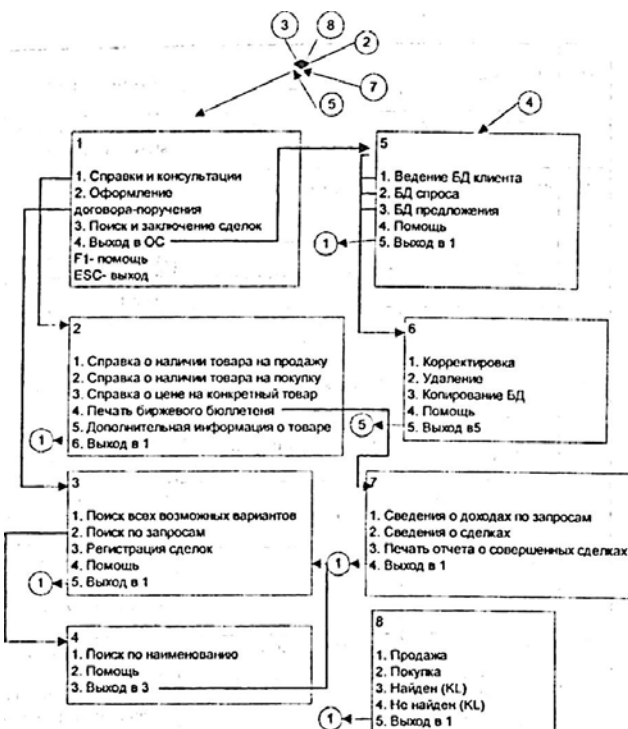 3
8
2
7
5
4
1
1. Справки и консультации
2. Оформление
договора-поручения
3. Поиск и заключение сделок
4. Выход в ОС
F1- помощь
ESC- выход
5
1. Ведение БД клиента
2. БД спроса
3. БД предложения
4. Помощь
5. Выход в 1
1
2
1. Справка о наличии товара на продажу
2. Справка о наличии товара на покупку
3. Справка о цене на конкретный товар
4. Печать биржевого бюллетеня
5. Дополнительная информация о товаре
6. Выход в 1
1
6
1. Корректировка
2. Удаление
3. Копирование БД
4. Помощь
5. Выход в5
5
3
1. Поиск всех возможных вариантов
2. Поиск по запросам
3. Регистрация сделок
4. Помощь
5. Выход в 1
1
7
1. Сведения о доходах по запросам
2. Сведения о сделках
3. Печать отчета о совершенных сделках
4. Выход в 1
1
4
1. Поиск по наименованию
2. Помощь
3. Выход в 3
8
1. Продажа
2. Покупка
3. Найден (KL)
4. Не найден (KL)
5. Выход в 1
1